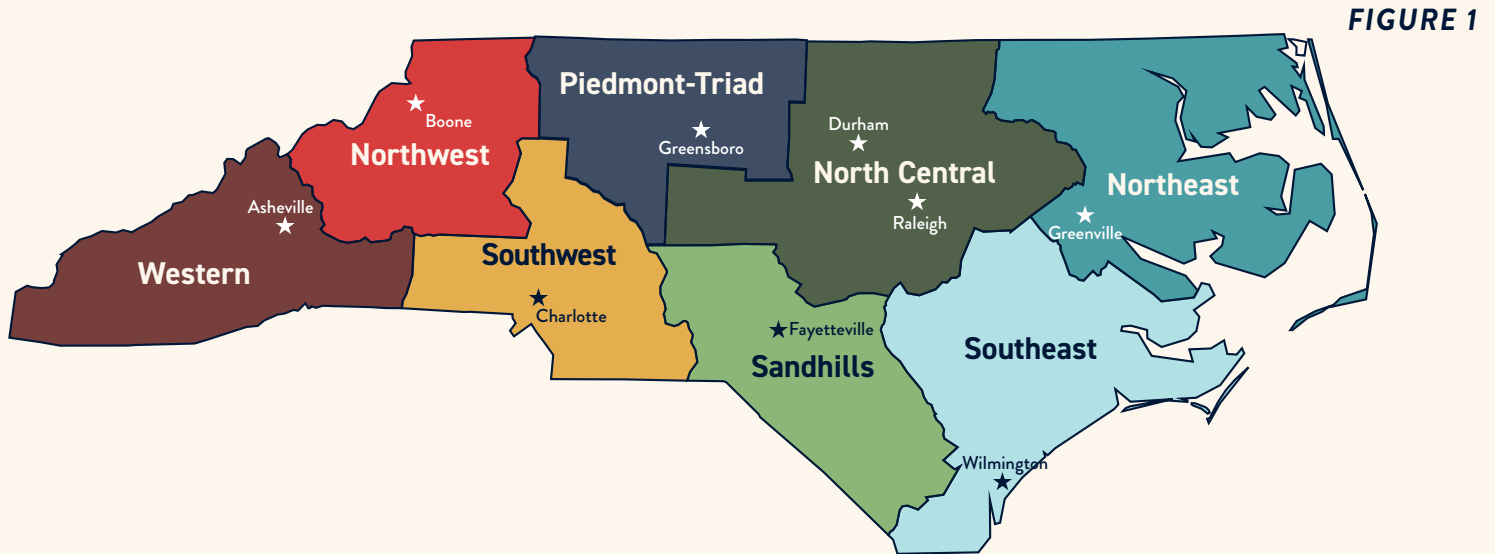 FIGURE 1
Piedmont-Triad
Boone
Durham
Greensboro
Northwest
North Central
Northeast
Asheville
Raleigh
Greenville
Southwest
Western
Charlotte
Fayetteville
Southeast
Sandhills
Wilmington